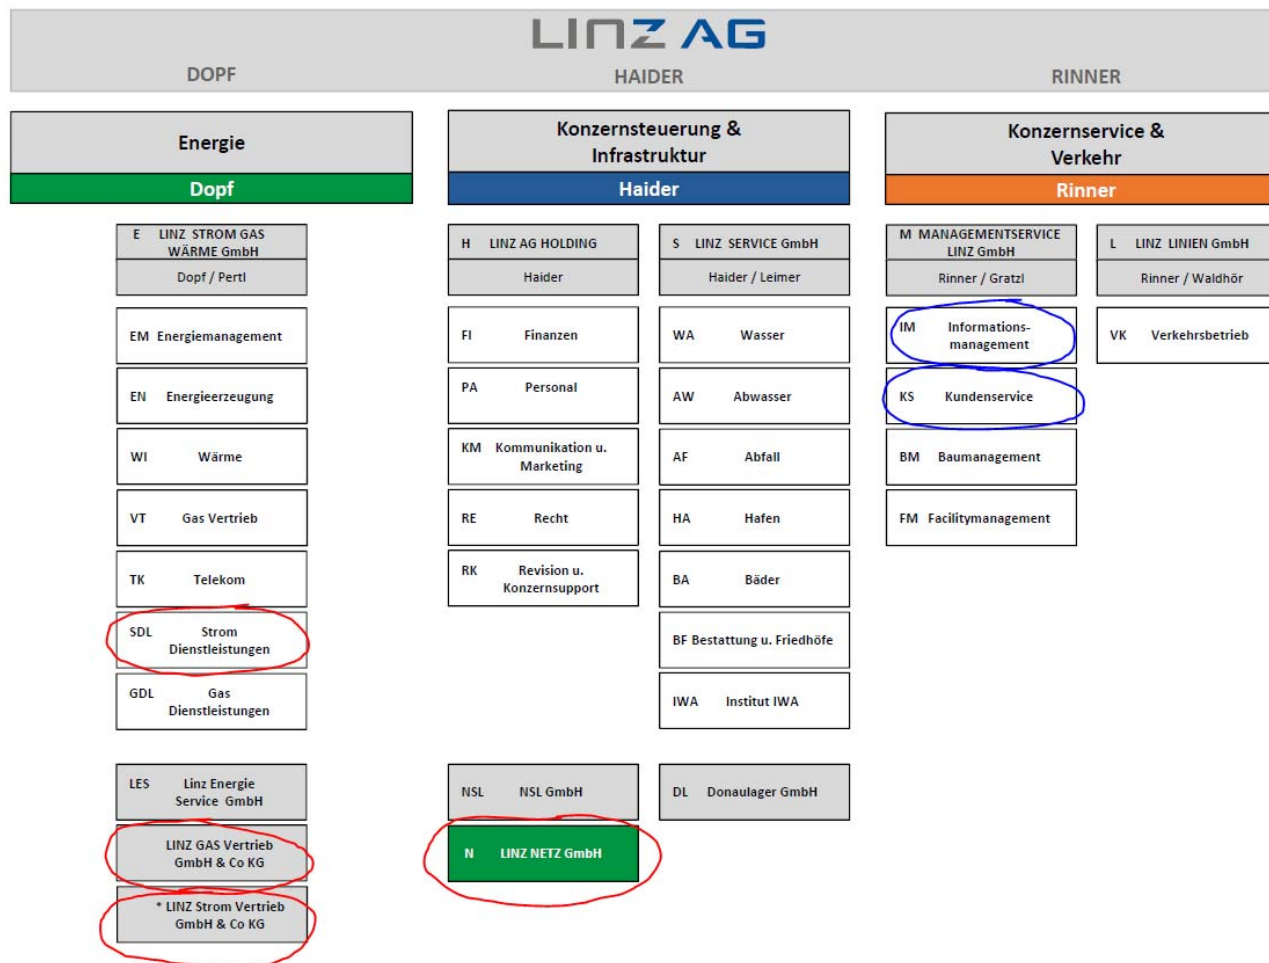 LINZ AG
DOPF
HAIDER
RINNER
Energie
Dopf
Konzernsteuerung &
Infrastruktur
Haider
Konzernservice &
Verkehr
Rinner
E LINZ STROM GAS
WÄRME GmbH
Dopf / Pertl
EM Energiemanagement
EN Energieerzeugung
WI Wärme
VT Gas Vertrieb
TK Telekom
SDL Strom
Dienstleistungen
GDL Gas
Dienstleistungen
LES Linz Energie
Service GmbH
LINZ GAS Vertrieb
GmbH & Co KG
* LINZ Strom Vertrieb
GmbH & Co KG
H LINZ AG HOLDING
Haider
FI Finanzen
PA Personal
KM Kommunikation u.
Marketing
RE Recht
RK Revision u.
Konzernsupport
NSL NSL GmbH
N LINZ NETZ GmbH
S LINZ SERVICE GmbH
Haider / Leimer
WA Wasser
AW Abwasser
AF Abfall
HA Hafen
BA Bäder
BF Bestattung u. Friedhöfe
IWA Institut IWA
DL Donaulager GmbH
M MANAGEMENTSERVICE
LINZ GmbH
Rinner / Gratzl
IM Informations-
management
KS Kundenservice
BM Baumanagement
FM Facilitymanagement
L LINZ LINIEN GmbH
Rinner / Waldhör
VK Verkehrsbetrieb